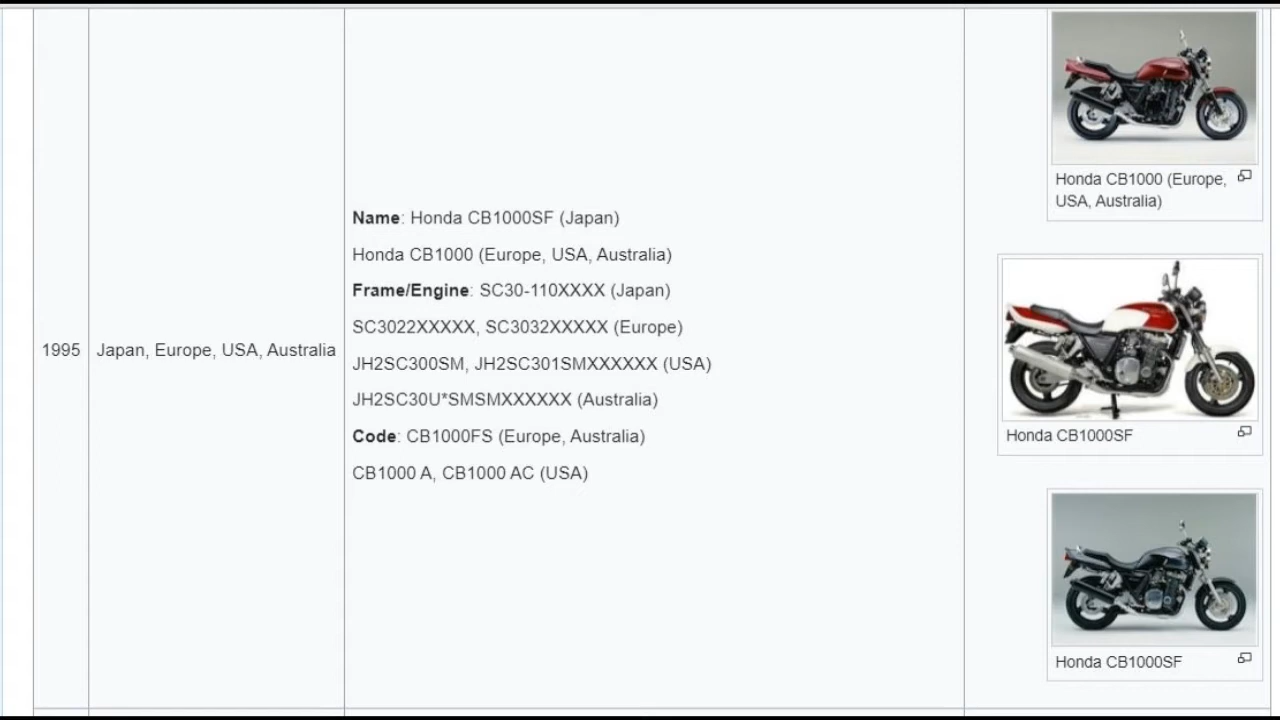 1995
Japan, Europe, USA, Australia
Name: Honda CB1000SF (Japan)
Honda CB1000 (Europe, USA, Australia)
Frame/Engine: SC30-110XXXX (Japan)
SC3022XXXXX, SC3032XXXXX (Europe)
JH2SC300SM, JH2SC301SMXXXXXX (USA)
JH2SC30U*SMSMXXXXXX (Australia)
Code: CB1000FS (Europe, Australia)
CB1000 A, CB1000 AC (USA)
Honda CB1000 (Europe,
USA, Australia)
Honda CB1000SF
Honda CB1000SF